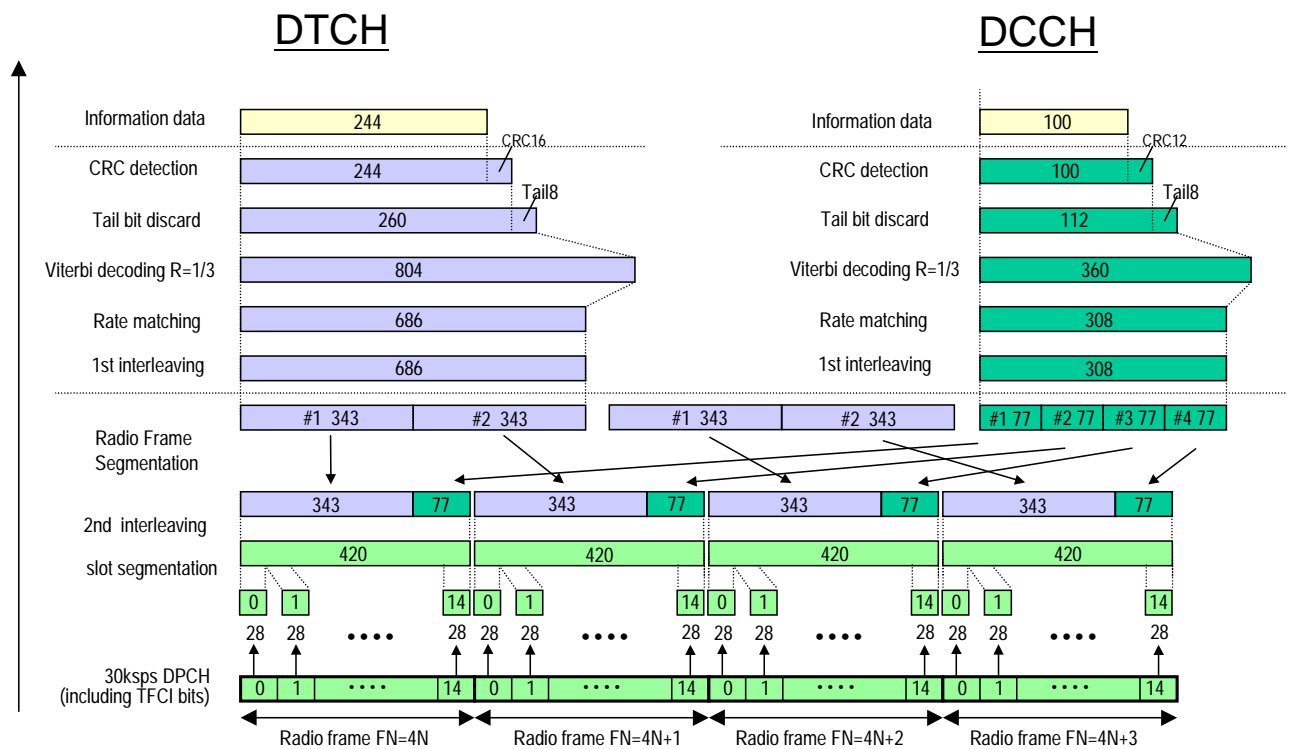 DTCH DCCH
Information data 244 Information data 100
CRC16 CRC12
CRC detection 244 CRC detection 100
Tail8 Tail8
Tail bit discard 260 Tail bit discard 112
Viterbi decoding R=1/3 804 Viterbi decoding R=1/3 360
Rate matching 686 Rate matching 308
1st interleaving 686 1st interleaving 308
#1 343 #2 343 #1 343 #2 343 #1 77 #2 77 #3 77 #4 77
Radio Frame
Segmentation
343 77 343 77 343 77 343 77
2nd interleaving
420 420 420 420
slot segmentation
0 1 14 0 1 14 0 1 14 0 1 14
28 28 •••• 28 28 28 •••• 28 28 28 •••• 28 28 28 •••• 28
30ksps DPCH
(including TFCI bits)
0 1 •••• 14 0 1 •••• 14 0 1 •••• 14 0 1 •••• 14
Radio frame FN=4N Radio frame FN=4N+1 Radio frame FN=4N+2 Radio frame FN=4N+3